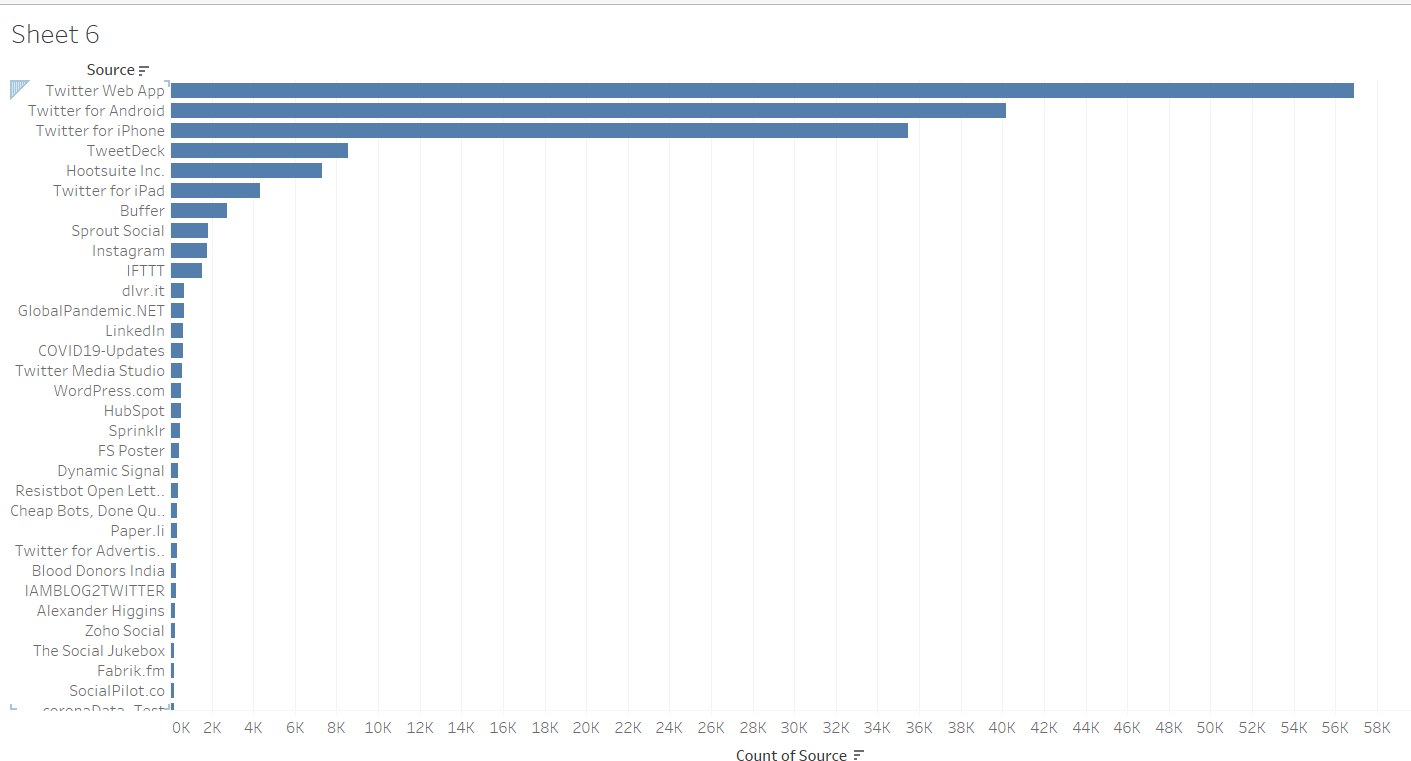 Sheet 6
Source
Twitter Web App
Twitter for Android
Twitter for iPhone
TweetDeck
Hootsuite Inc.
Twitter for iPad
Buffer
Sprout Social
Instagram
IFTTT
dlvr.it
GlobalPandemic.NET
LinkedIn
COVID19-Updates
Twitter Media Studio
WordPress.com
HubSpot
Sprinklr
FS Poster
Dynamic Signal
Resistbot Open Lett..
Cheap Bots, Done Qu..
Paper.li
Twitter for Advertis..
Blood Donors India
IAMBLOG2TWITTER
Alexander Higgins
Zoho Social
The Social Jukebox
Fabrik.fm
SocialPilot.co
coronaData_Test
0K 2K 4K 6K 8K 10K 12K 14K 16K 18K 20K 22K 24K 26K 28K 30K 32K 34K 36K 38K 40K 42K 44K 46K 48K 50K 52K 54K 56K 58K
Count of Source